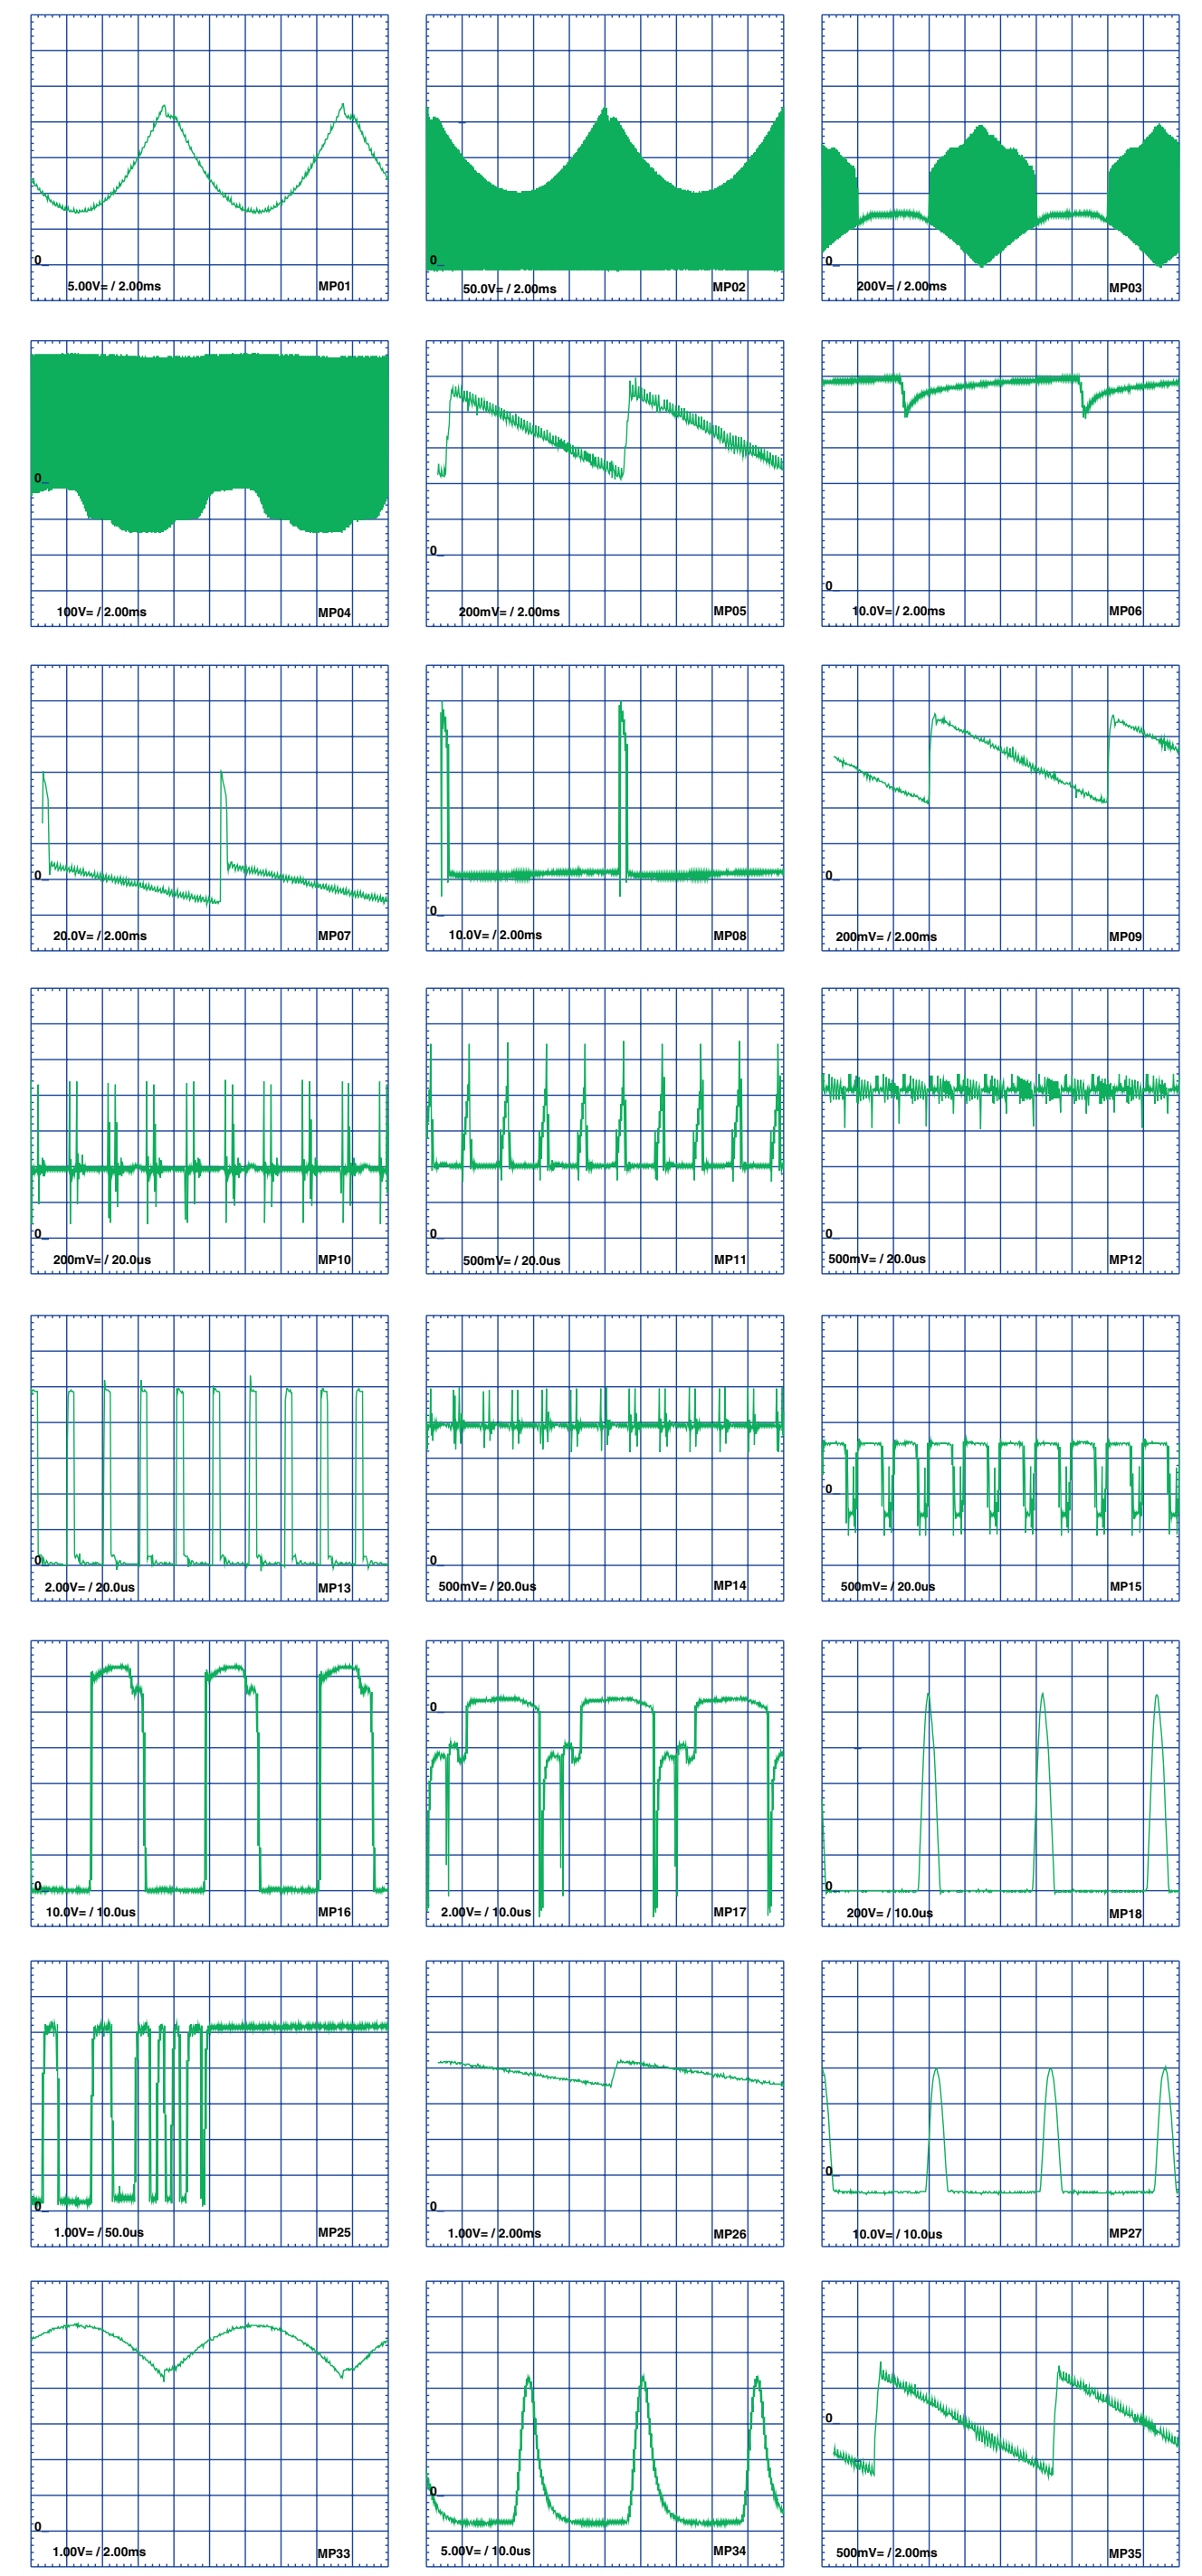 0
5.00V= / 2.00ms MP01
0
50.0V= / 2.00ms MP02
0
200V= / 2.00ms MP03
0
100V= / 2.00ms MP04
0
200mV= / 2.00ms MP05
0
10.0V= / 2.00ms MP06
0
20.0V= / 2.00ms MP07
0
10.0V= / 2.00ms MP08
0
200mV= / 2.00ms MP09
0
200mV= / 20.0us MP10
0
500mV= / 20.0us MP11
0
500mV= / 20.0us MP12
0
2.00V= / 20.0us MP13
0
500mV= / 20.0us MP14
0
500mV= / 20.0us MP15
0
10.0V= / 10.0us MP16
0
2.00V= / 10.0us MP17
0
200V= / 10.0us MP18
0
1.00V= / 50.0us MP25
0
1.00V= / 2.00ms MP26
0
10.0V= / 10.0us MP27
0
1.00V= / 2.00ms MP33
0
5.00V= / 10.0us MP34
0
500mV= / 2.00ms MP35